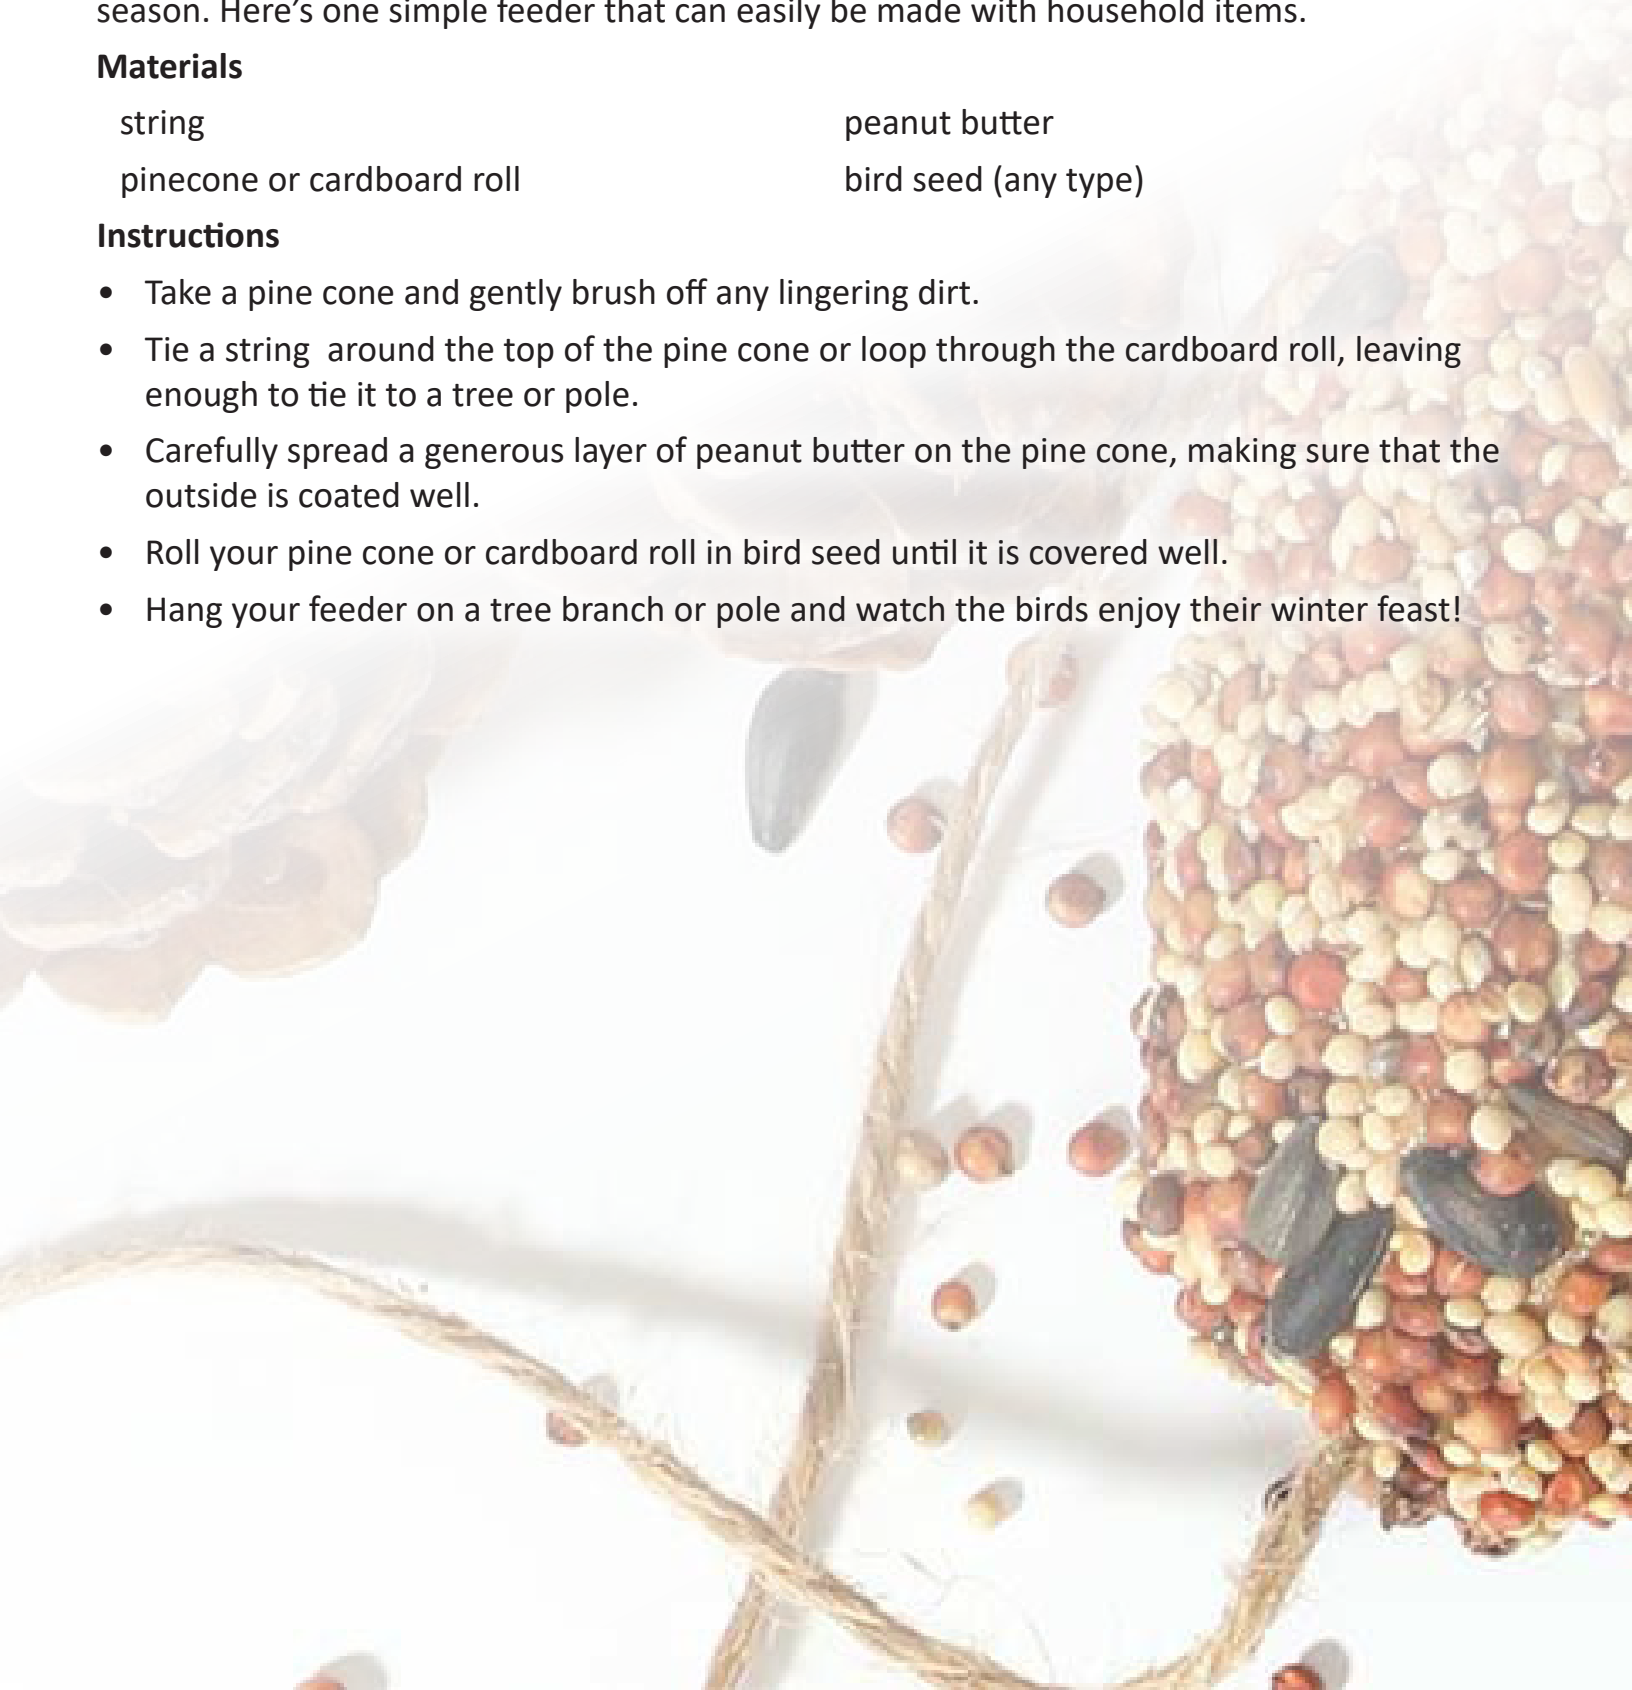 season. Here’s one simple feeder that can easily be made with household items.
Materials
string
peanut butter
pinecone or cardboard roll
bird seed (any type)
Instructions
• Take a pine cone and gently brush off any lingering dirt.
• Tie a string  around the top of the pine cone or loop through the cardboard roll, leaving
enough to tie it to a tree or pole.
• Carefully spread a generous layer of peanut butter on the pine cone, making sure that the
outside is coated well.
• Roll your pine cone or cardboard roll in bird seed until it is covered well.
• Hang your feeder on a tree branch or pole and watch the birds enjoy their winter feast!